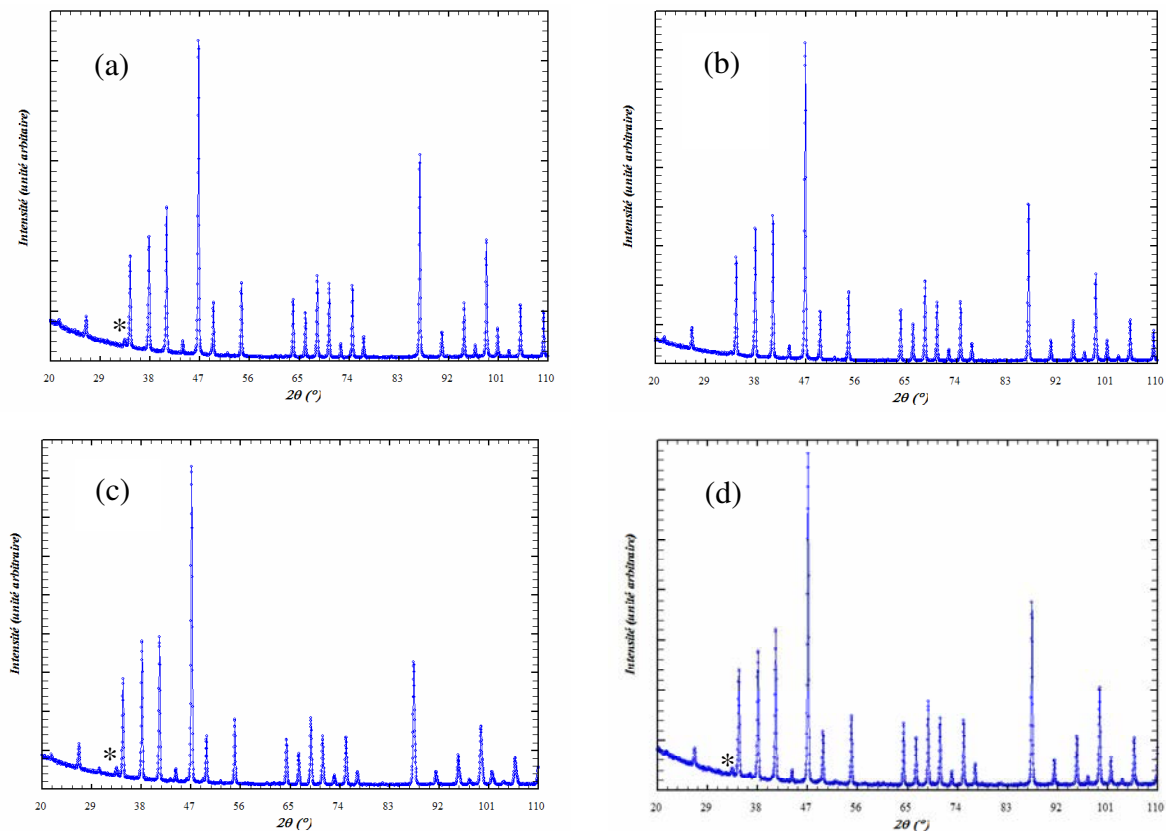 (a)
*
Intensité (unité arbitraire)
20 29 38 47 56 65 74 83 92 101 110
2θ (°)
(b)
Intensité (unité arbitraire)
20 29 38 47 56 65 74 83 92 101 110
2θ (°)
(c)
*
Intensité (unité arbitraire)
20 29 38 47 56 65 74 83 92 101 110
2θ (°)
(d)
*
Intensité (unité arbitraire)
20 29 38 47 56 65 74 83 92 101 110
2θ (°)